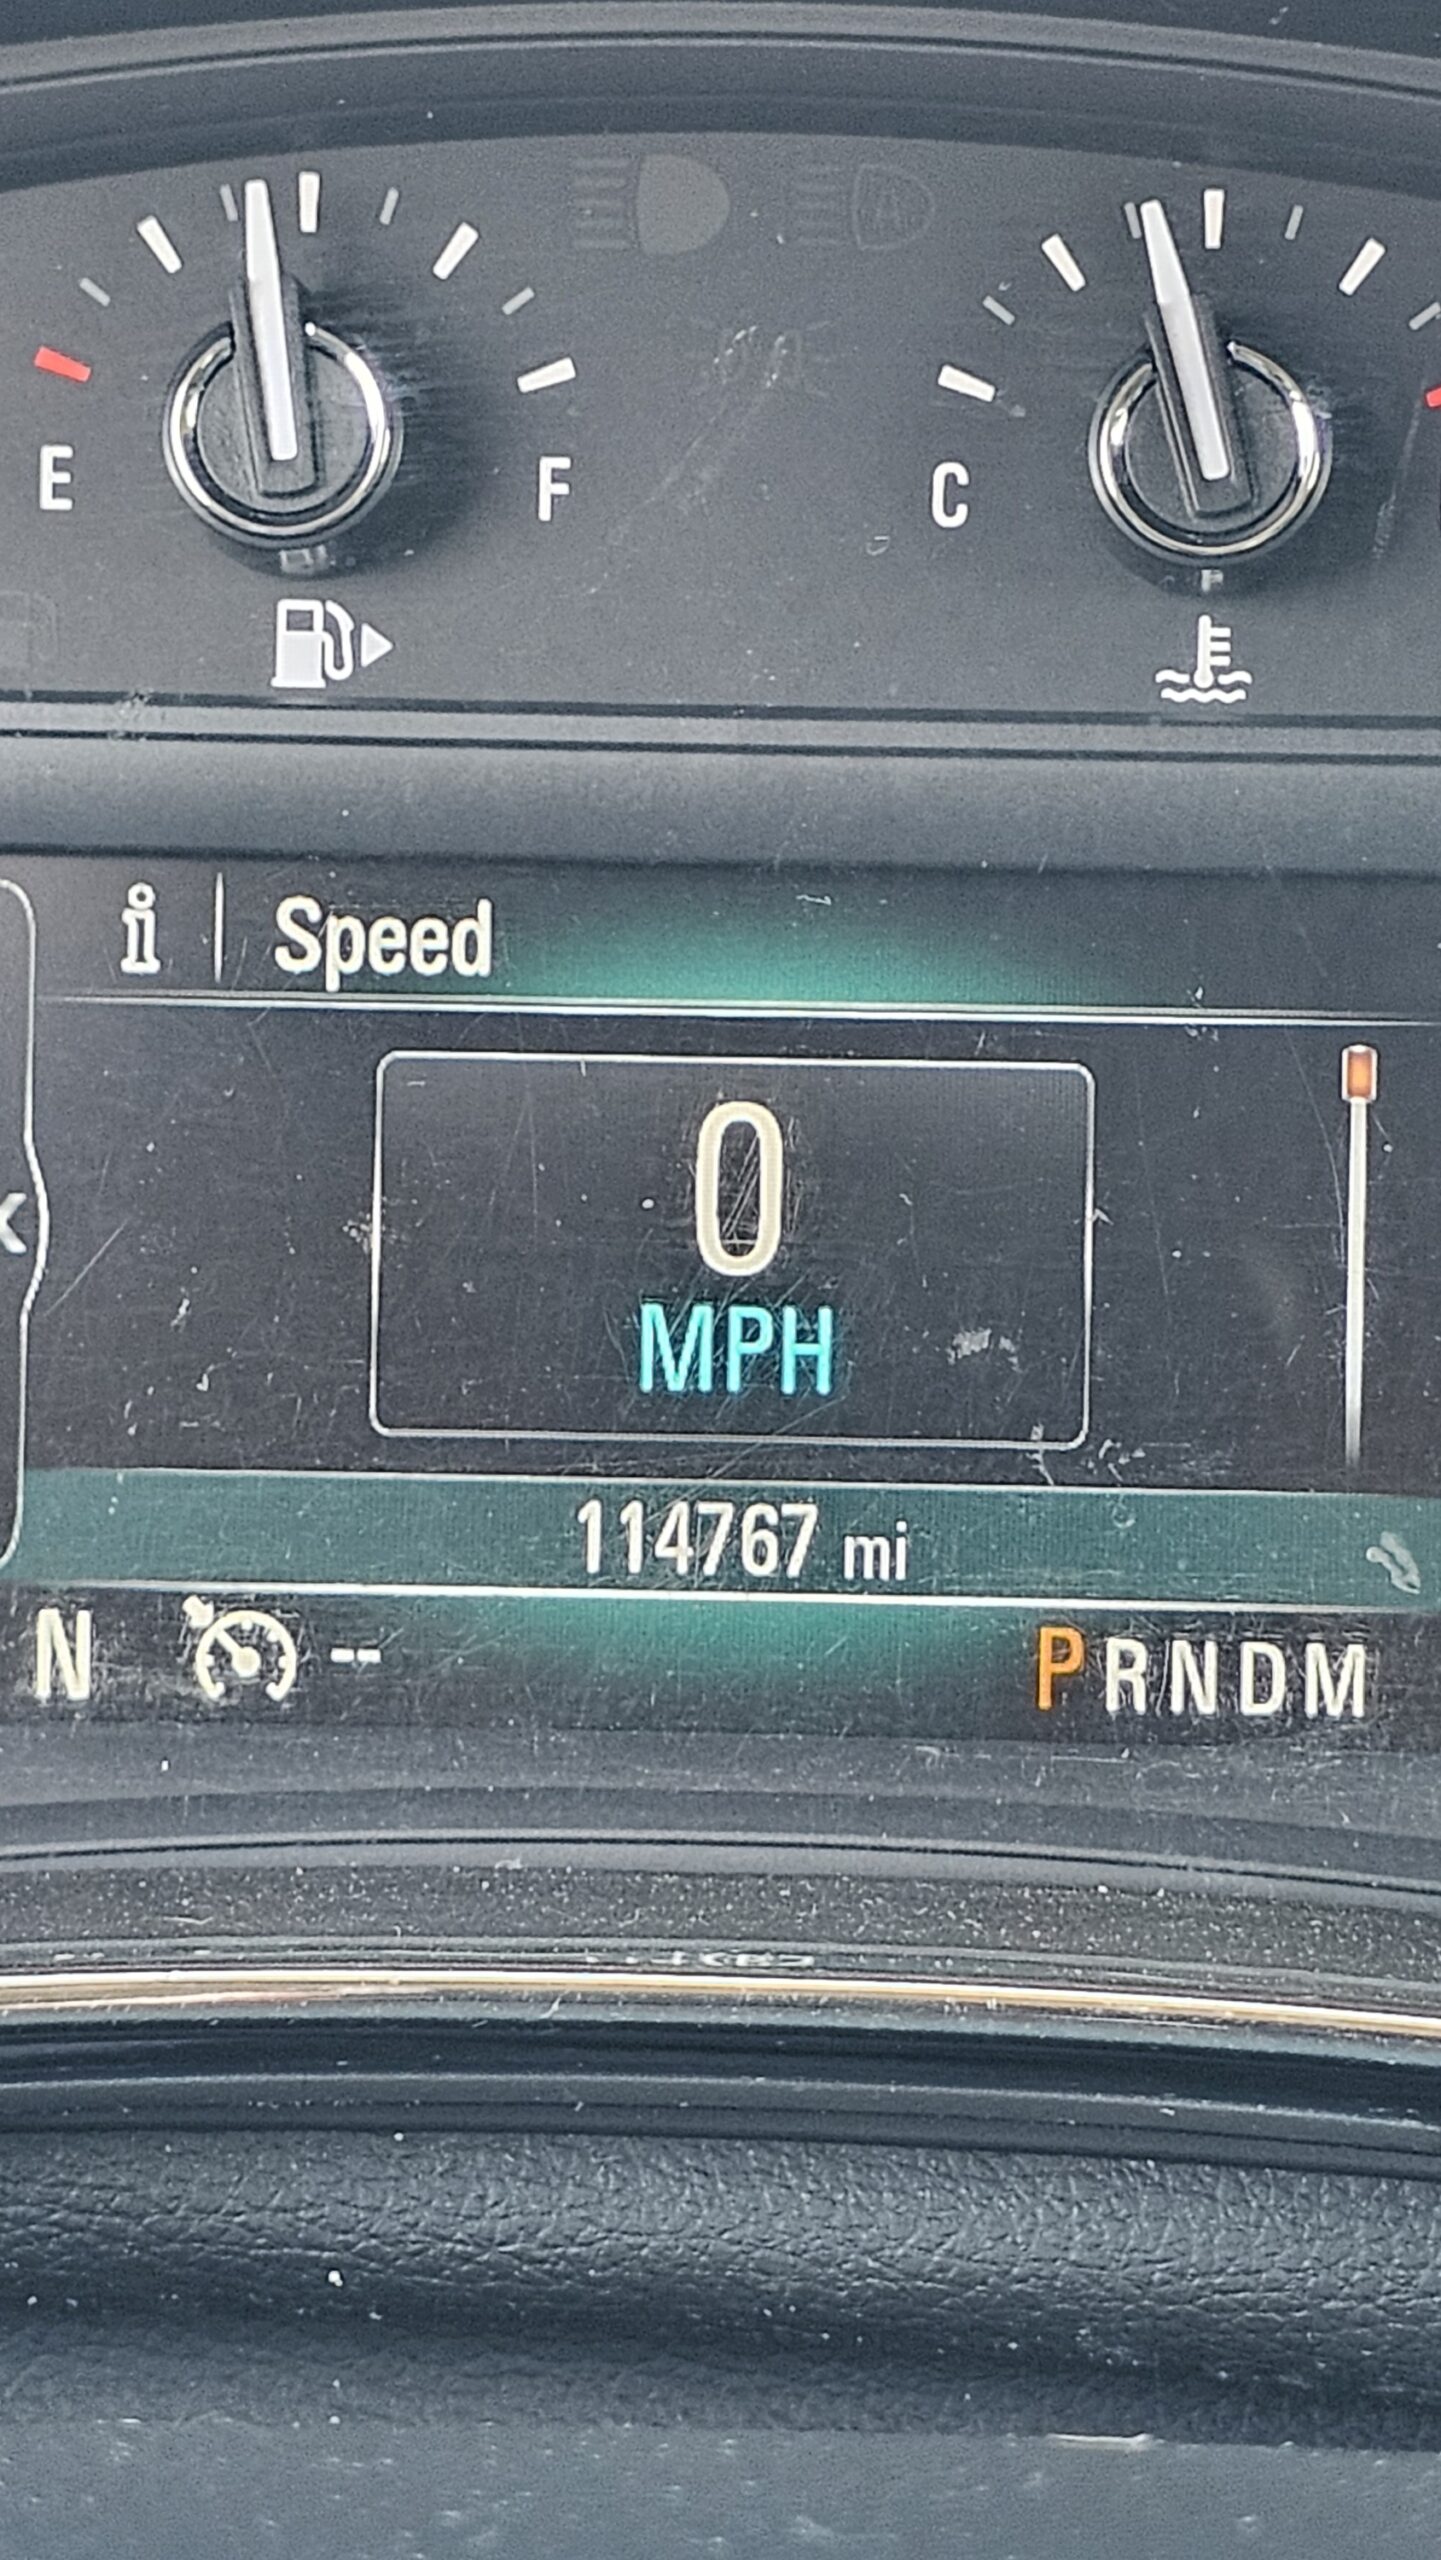 E F C
i | Speed
0
MPH
114767 mi
N -- PRNDM